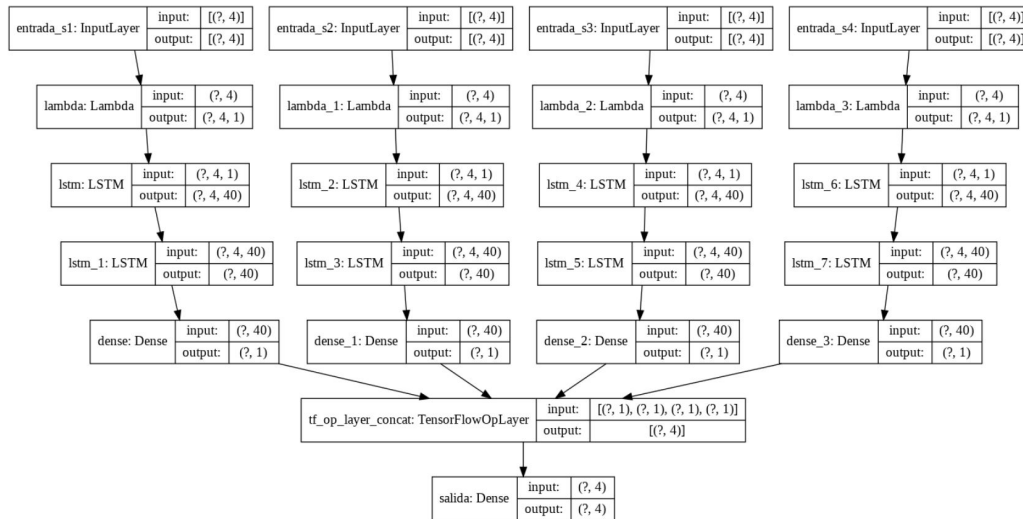 entrada_s1: InputLayer input: [(?, 4)] output: [(?, 4)]
entrada_s2: InputLayer input: [(?, 4)] output: [(?, 4)]
entrada_s3: InputLayer input: [(?, 4)] output: [(?, 4)]
entrada_s4: InputLayer input: [(?, 4)] output: [(?, 4)]
lambda: Lambda input: (?, 4) output: (?, 4, 1)
lambda_1: Lambda input: (?, 4) output: (?, 4, 1)
lambda_2: Lambda input: (?, 4) output: (?, 4, 1)
lambda_3: Lambda input: (?, 4) output: (?, 4, 1)
lstm: LSTM input: (?, 4, 1) output: (?, 4, 40)
lstm_2: LSTM input: (?, 4, 1) output: (?, 4, 40)
lstm_4: LSTM input: (?, 4, 1) output: (?, 4, 40)
lstm_6: LSTM input: (?, 4, 1) output: (?, 4, 40)
lstm_1: LSTM input: (?, 4, 40) output: (?, 40)
lstm_3: LSTM input: (?, 4, 40) output: (?, 40)
lstm_5: LSTM input: (?, 4, 40) output: (?, 40)
lstm_7: LSTM input: (?, 4, 40) output: (?, 40)
dense: Dense input: (?, 40) output: (?, 1)
dense_1: Dense input: (?, 40) output: (?, 1)
dense_2: Dense input: (?, 40) output: (?, 1)
dense_3: Dense input: (?, 40) output: (?, 1)
tf_op_layer_concat: TensorFlowOpLayer input: [(?, 1), (?, 1), (?, 1), (?, 1)] output: [(?, 4)]
salida: Dense input: (?, 4) output: (?, 4)